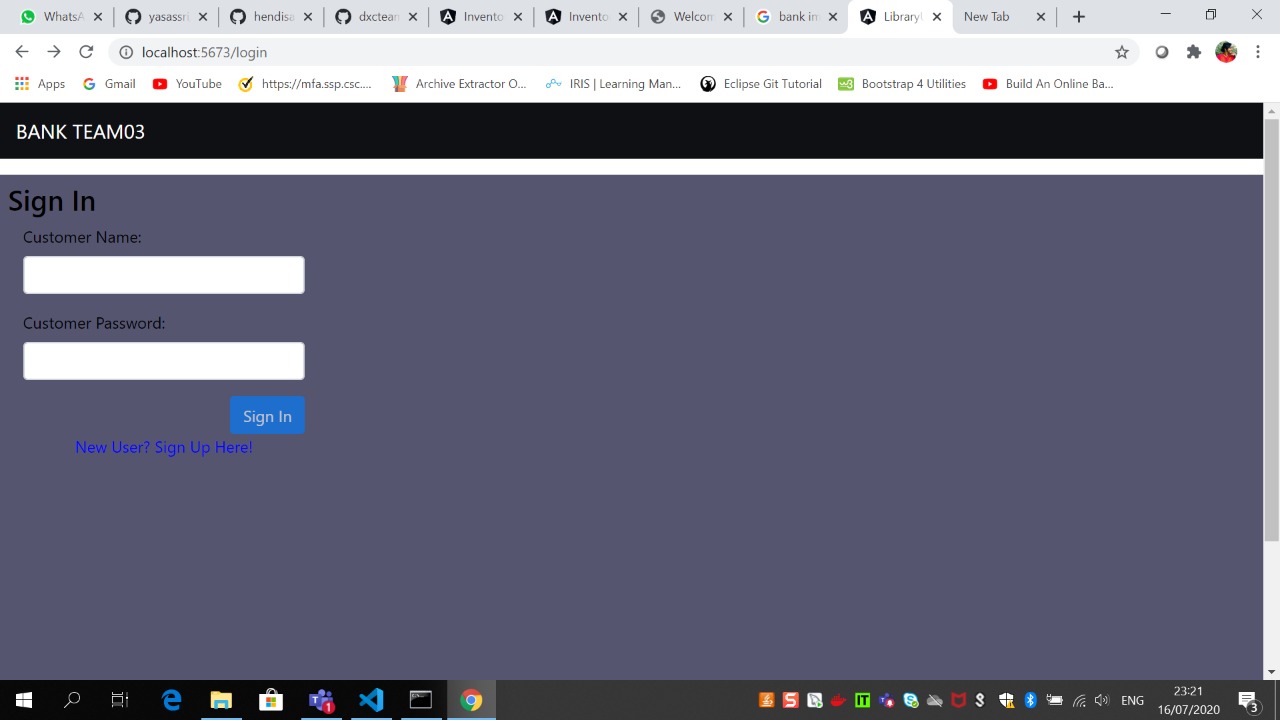 WhatsA
yasassri
hendisa
dxctean
Invento
Invento
Welcom
bank im
Library
New Tab
localhost:5673/login
Apps
Gmail
YouTube
https://mfa.ssp.csc....
Archive Extractor O...
IRIS | Learning Man...
Eclipse Git Tutorial
Bootstrap 4 Utilities
Build An Online Ba...
BANK TEAM03
Sign In
Customer Name:
Customer Password:
Sign In
New User? Sign Up Here!
ENG
23:21
16/07/2020
1
3